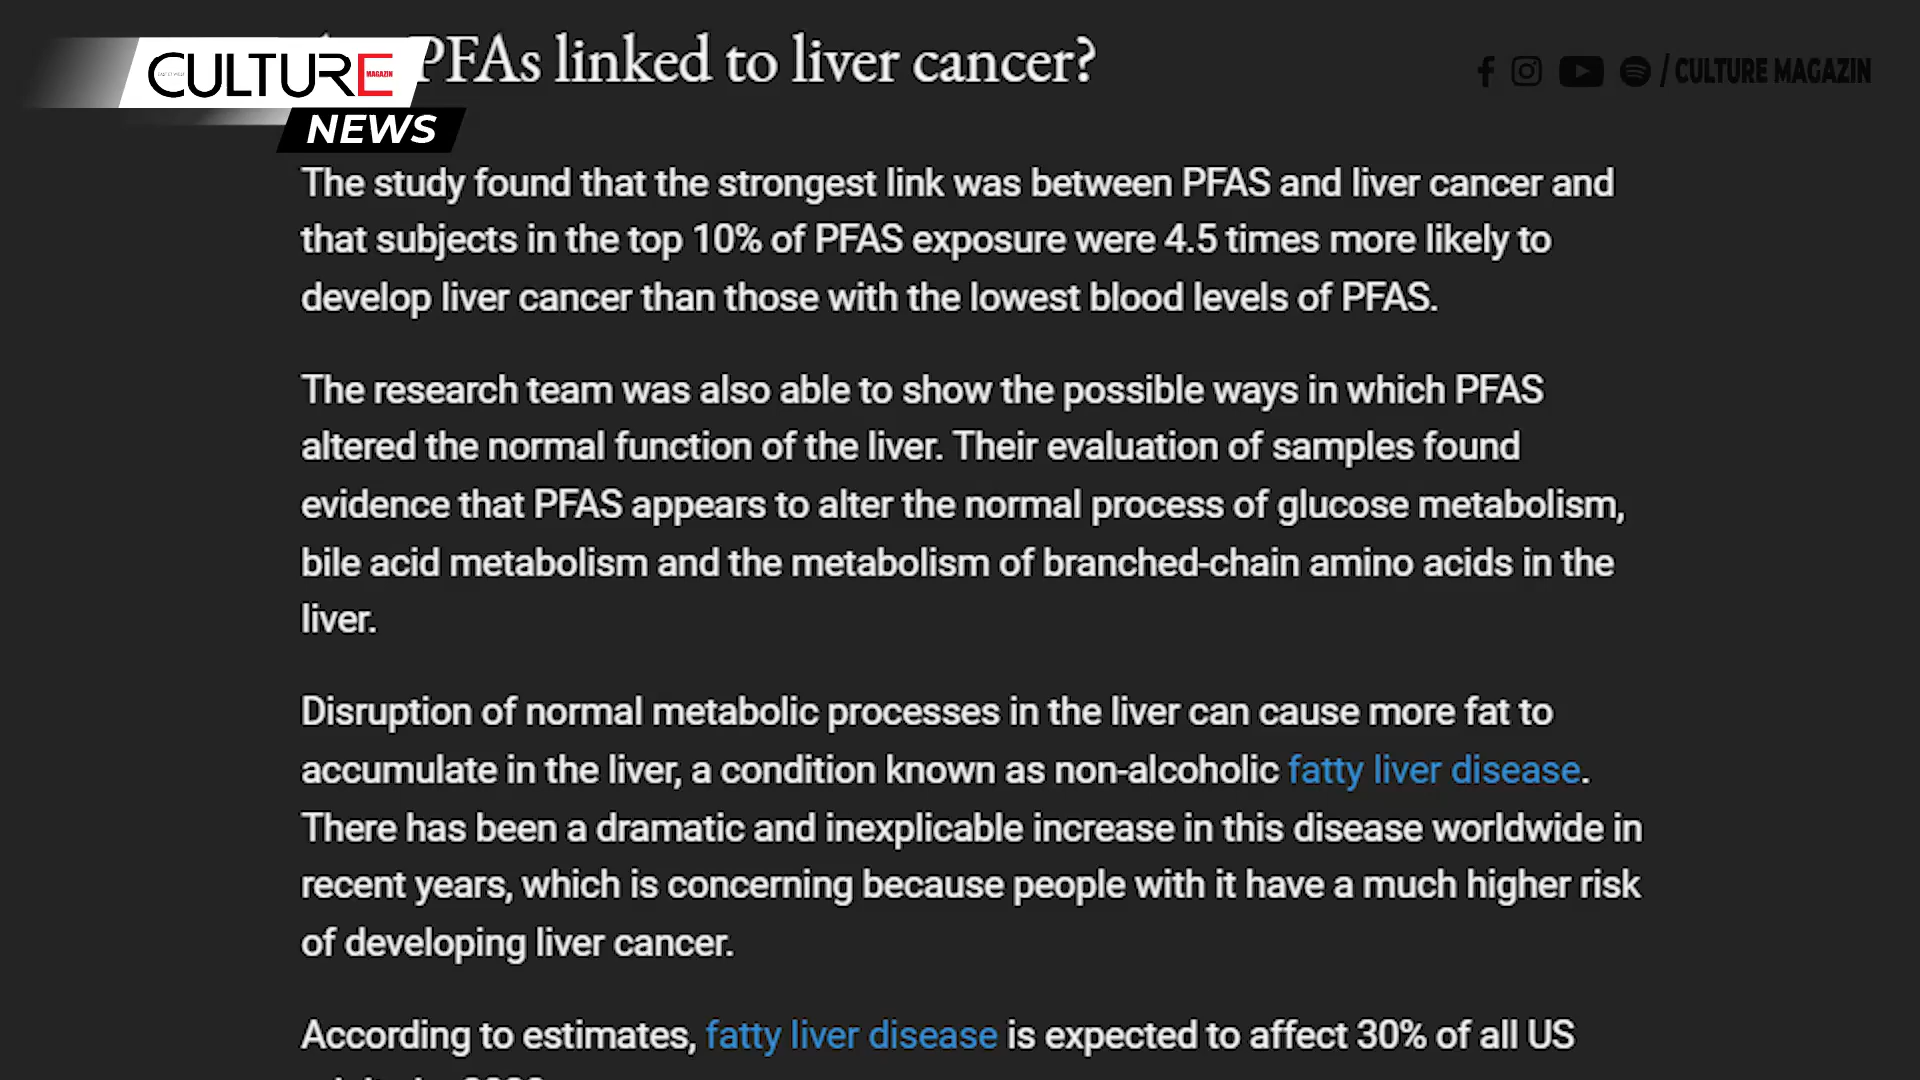 CULTURE
MAGAZIN
NEWS
PFAs linked to liver cancer?
/ CULTURE MAGAZIN
The study found that the strongest link was between PFAS and liver cancer and
that subjects in the top 10% of PFAS exposure were 4.5 times more likely to
develop liver cancer than those with the lowest blood levels of PFAS.
The research team was also able to show the possible ways in which PFAS
altered the normal function of the liver. Their evaluation of samples found
evidence that PFAS appears to alter the normal process of glucose metabolism,
bile acid metabolism and the metabolism of branched-chain amino acids in the
liver.
Disruption of normal metabolic processes in the liver can cause more fat to
accumulate in the liver, a condition known as non-alcoholic fatty liver disease.
There has been a dramatic and inexplicable increase in this disease worldwide in
recent years, which is concerning because people with it have a much higher risk
of developing liver cancer.
According to estimates, fatty liver disease is expected to affect 30% of all US